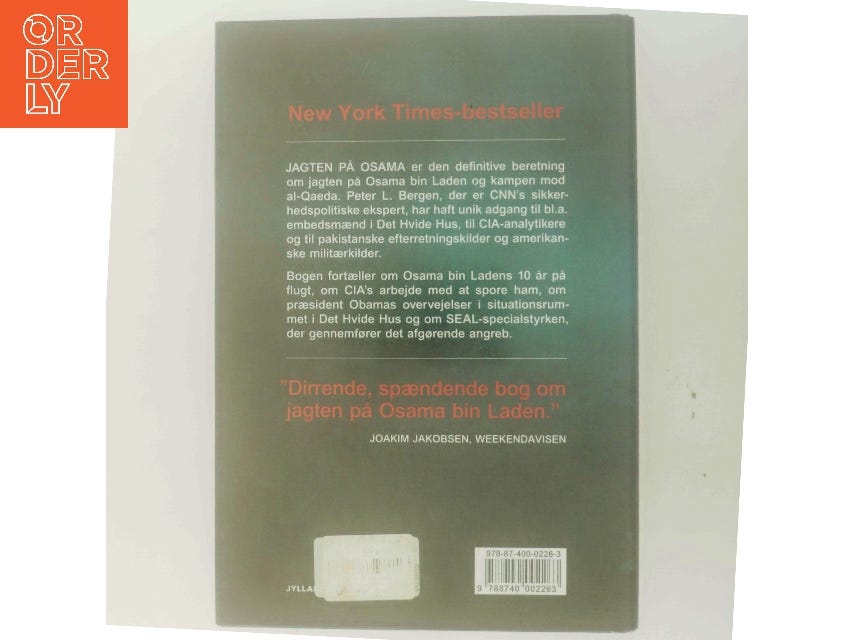 OR
DER
LY
New York Times-bestseller
JAGTEN PÅ OSAMA er den definitive beretning
om jagten på Osama bin Laden og kampen mod
al-Qaeda. Peter L. Bergen, der er CNN's sikker-
hedspolitiske ekspert, har haft unik adgang til bl.a.
embedsmænd i Det Hvide Hus, til CIA-analytikere
og til pakistanske efterretningskilder og amerikan-
ske militærkilder.
Bogen fortæller om Osama bin Ladens 10 år på
flugt, om CIA's arbejde med at spore ham, om
præsident Obamas overvejelser i situationsrum-
met i Det Hvide Hus og om SEAL-specialstyrken,
der gennemfører det afgørende angreb.
"Dirrende, spændende bog om
jagten på Osama bin Laden."
JOAKIM JAKOBSEN, WEEKENDAVISEN
978-87-400-0226-3
9 788740 002263